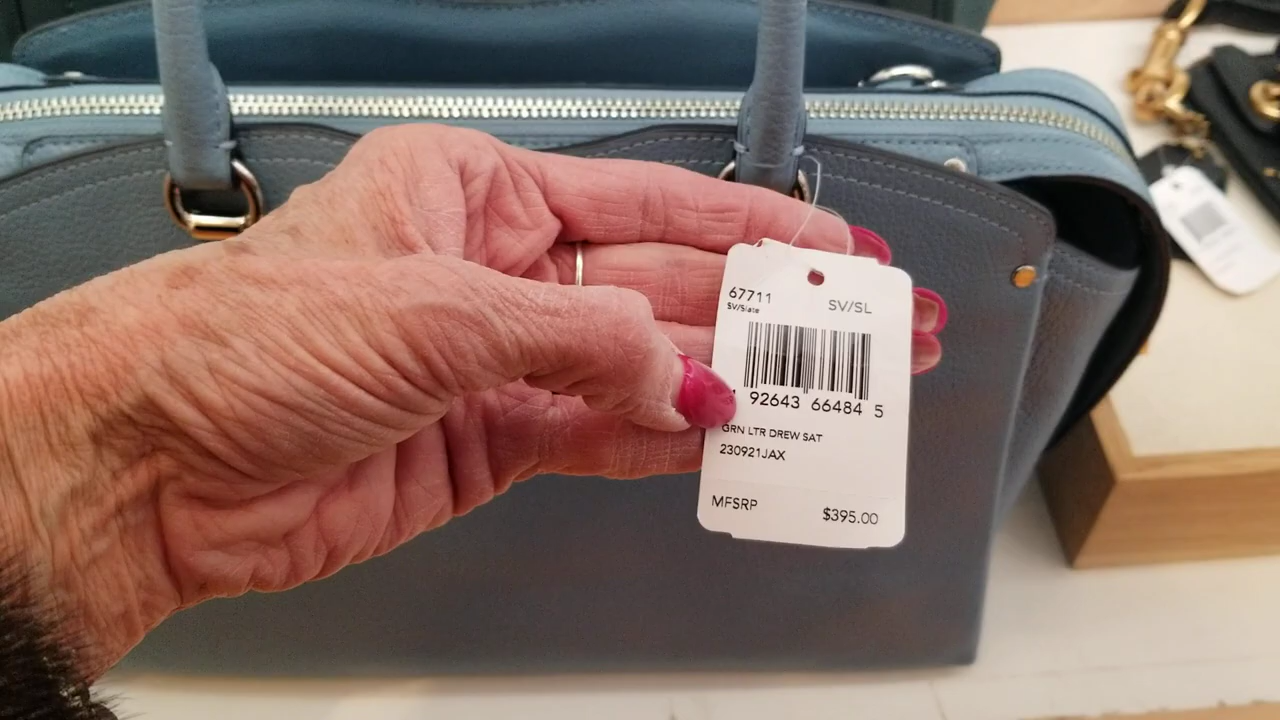 67711 SV/SL
SV/Slate
92643 66484 5
GRN LTR DREW SAT
230921JAX
MFSRP $395.00